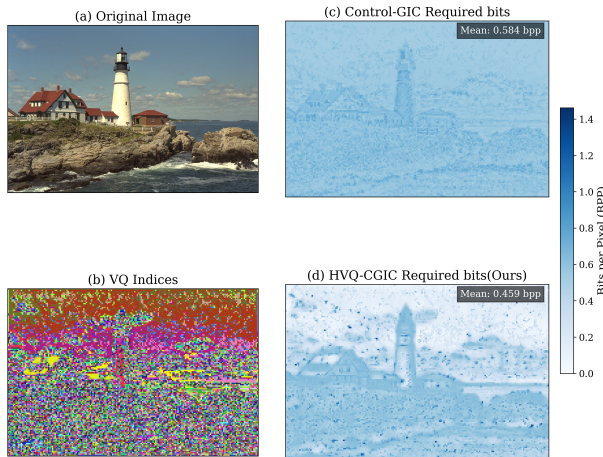 (a) Original Image
(c) Control-GIC Required bits
Mean: 0.584 bpp
(b) VQ Indices
(d) HVQ-CGIC Required bits(Ours)
Mean: 0.459 bpp
1.4
1.2
1.0
0.8
0.6
0.4
0.2
0.0
Bits per Pixel (BPP)